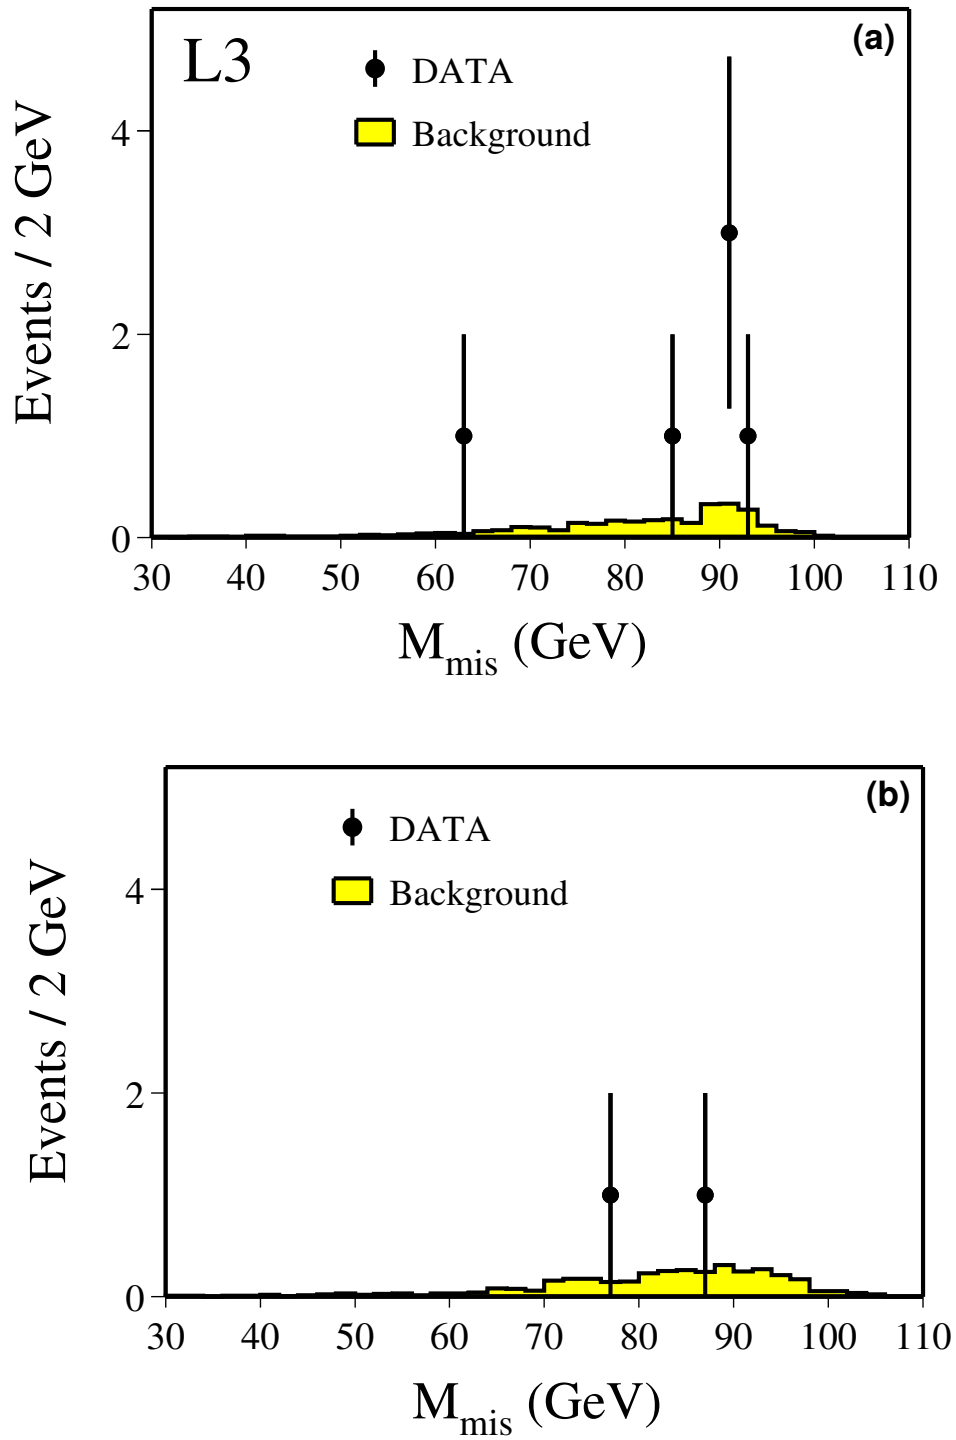 L3
(a)
DATA
Background
Events / 2 GeV
4
2
0
30 40 50 60 70 80 90 100 110
M_mis (GeV)
(b)
DATA
Background
Events / 2 GeV
4
2
0
30 40 50 60 70 80 90 100 110
M_mis (GeV)